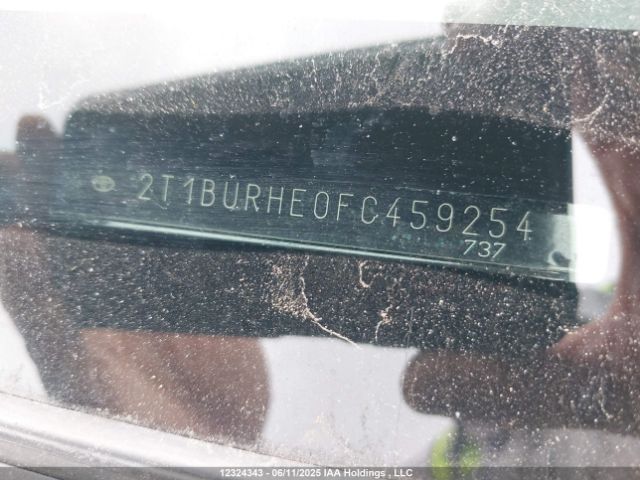 2T1BURHE0FC459254
737
12324343 - 06/11/2025 IAA Holdings , LLC